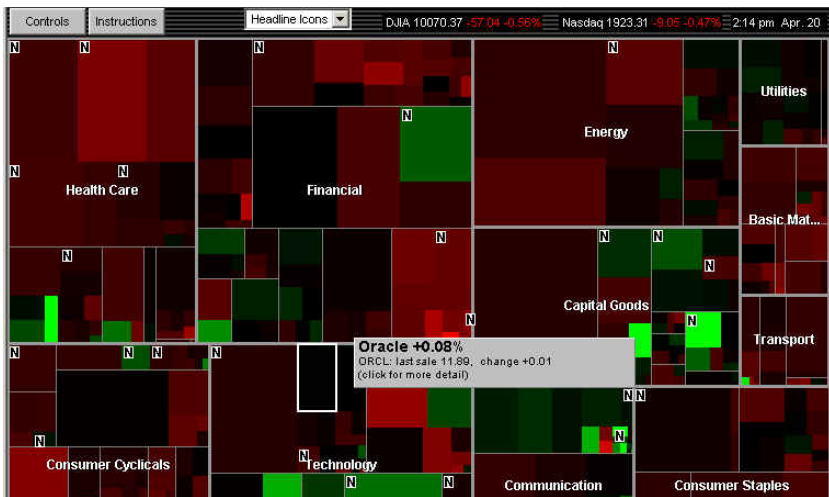 Controls Instructions Headline Icons DJIA 10070.37 -57.04 -0.56% Nasdaq 1923.31 -9.05 -0.47% 2:14 pm Apr. 20
N N N N N
Utilities
N
Energy
N N
Health Care Financial
Basic Mat...
N N N N
N
Capital Goods
N N
Transport
Oracle +0.08%
ORCL: last sale 11.89, change +0.01
(click for more detail)
N N N
N N N
N N
N
Consumer Cyclicals Technology
N N
Communication Consumer Staples